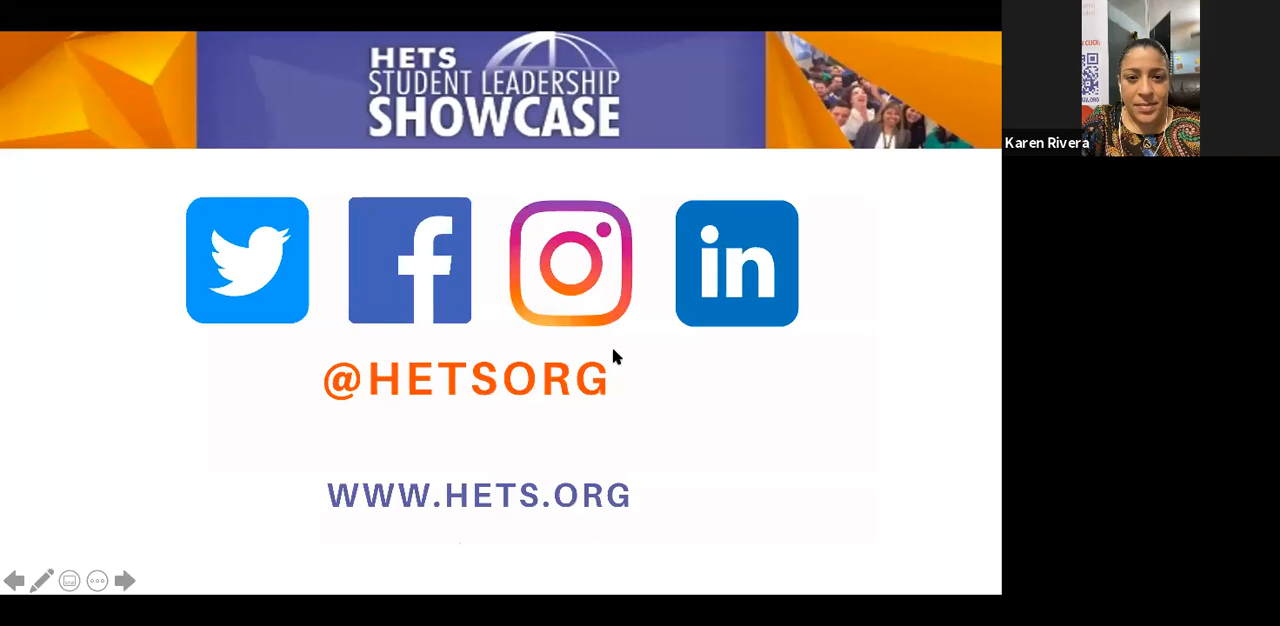 HETS
STUDENT LEADERSHIP
SHOWCASE
@HETSORG
WWW.HETS.ORG
Karen Rivera